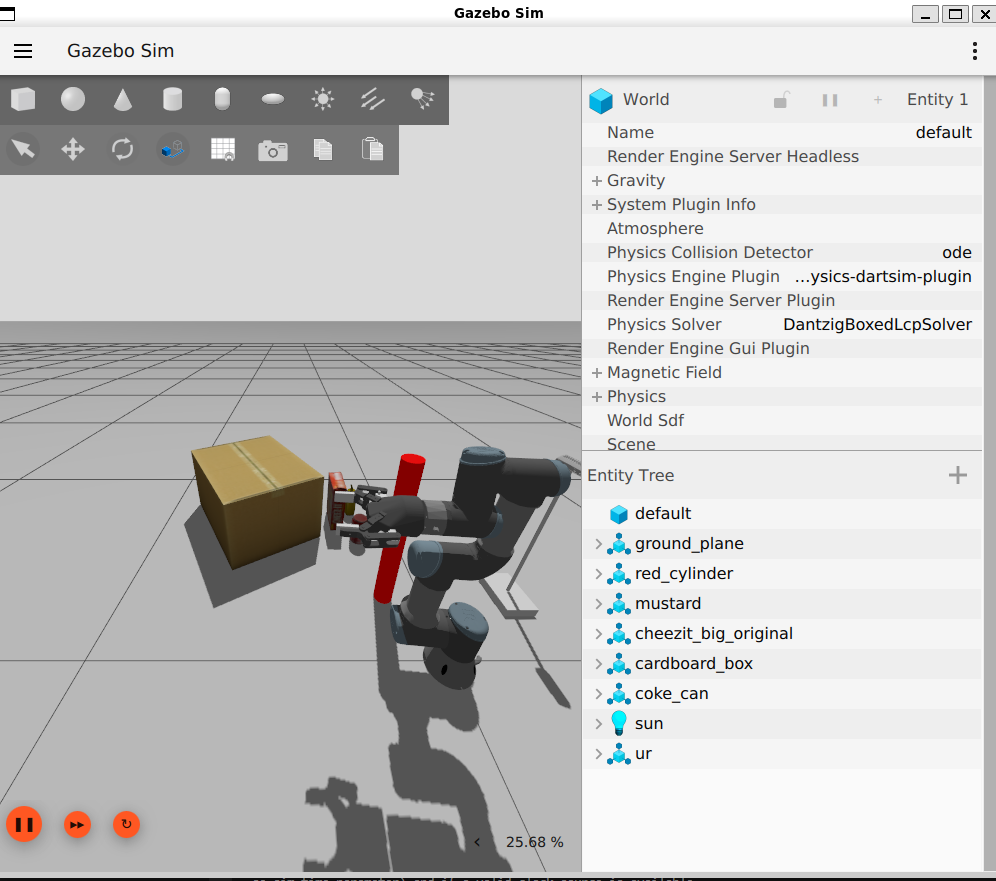 Gazebo Sim
Gazebo Sim
World Entity 1
Name default
Render Engine Server Headless
Gravity
System Plugin Info
Atmosphere
Physics Collision Detector ode
Physics Engine Plugin ...ysics-dartsim-plugin
Render Engine Server Plugin
Physics Solver DantzigBoxedLcpSolver
Render Engine Gui Plugin
Magnetic Field
Physics
World Sdf
Scene
Entity Tree
default
ground_plane
red_cylinder
mustard
cheezit_big_original
cardboard_box
coke_can
sun
ur
25.68 %